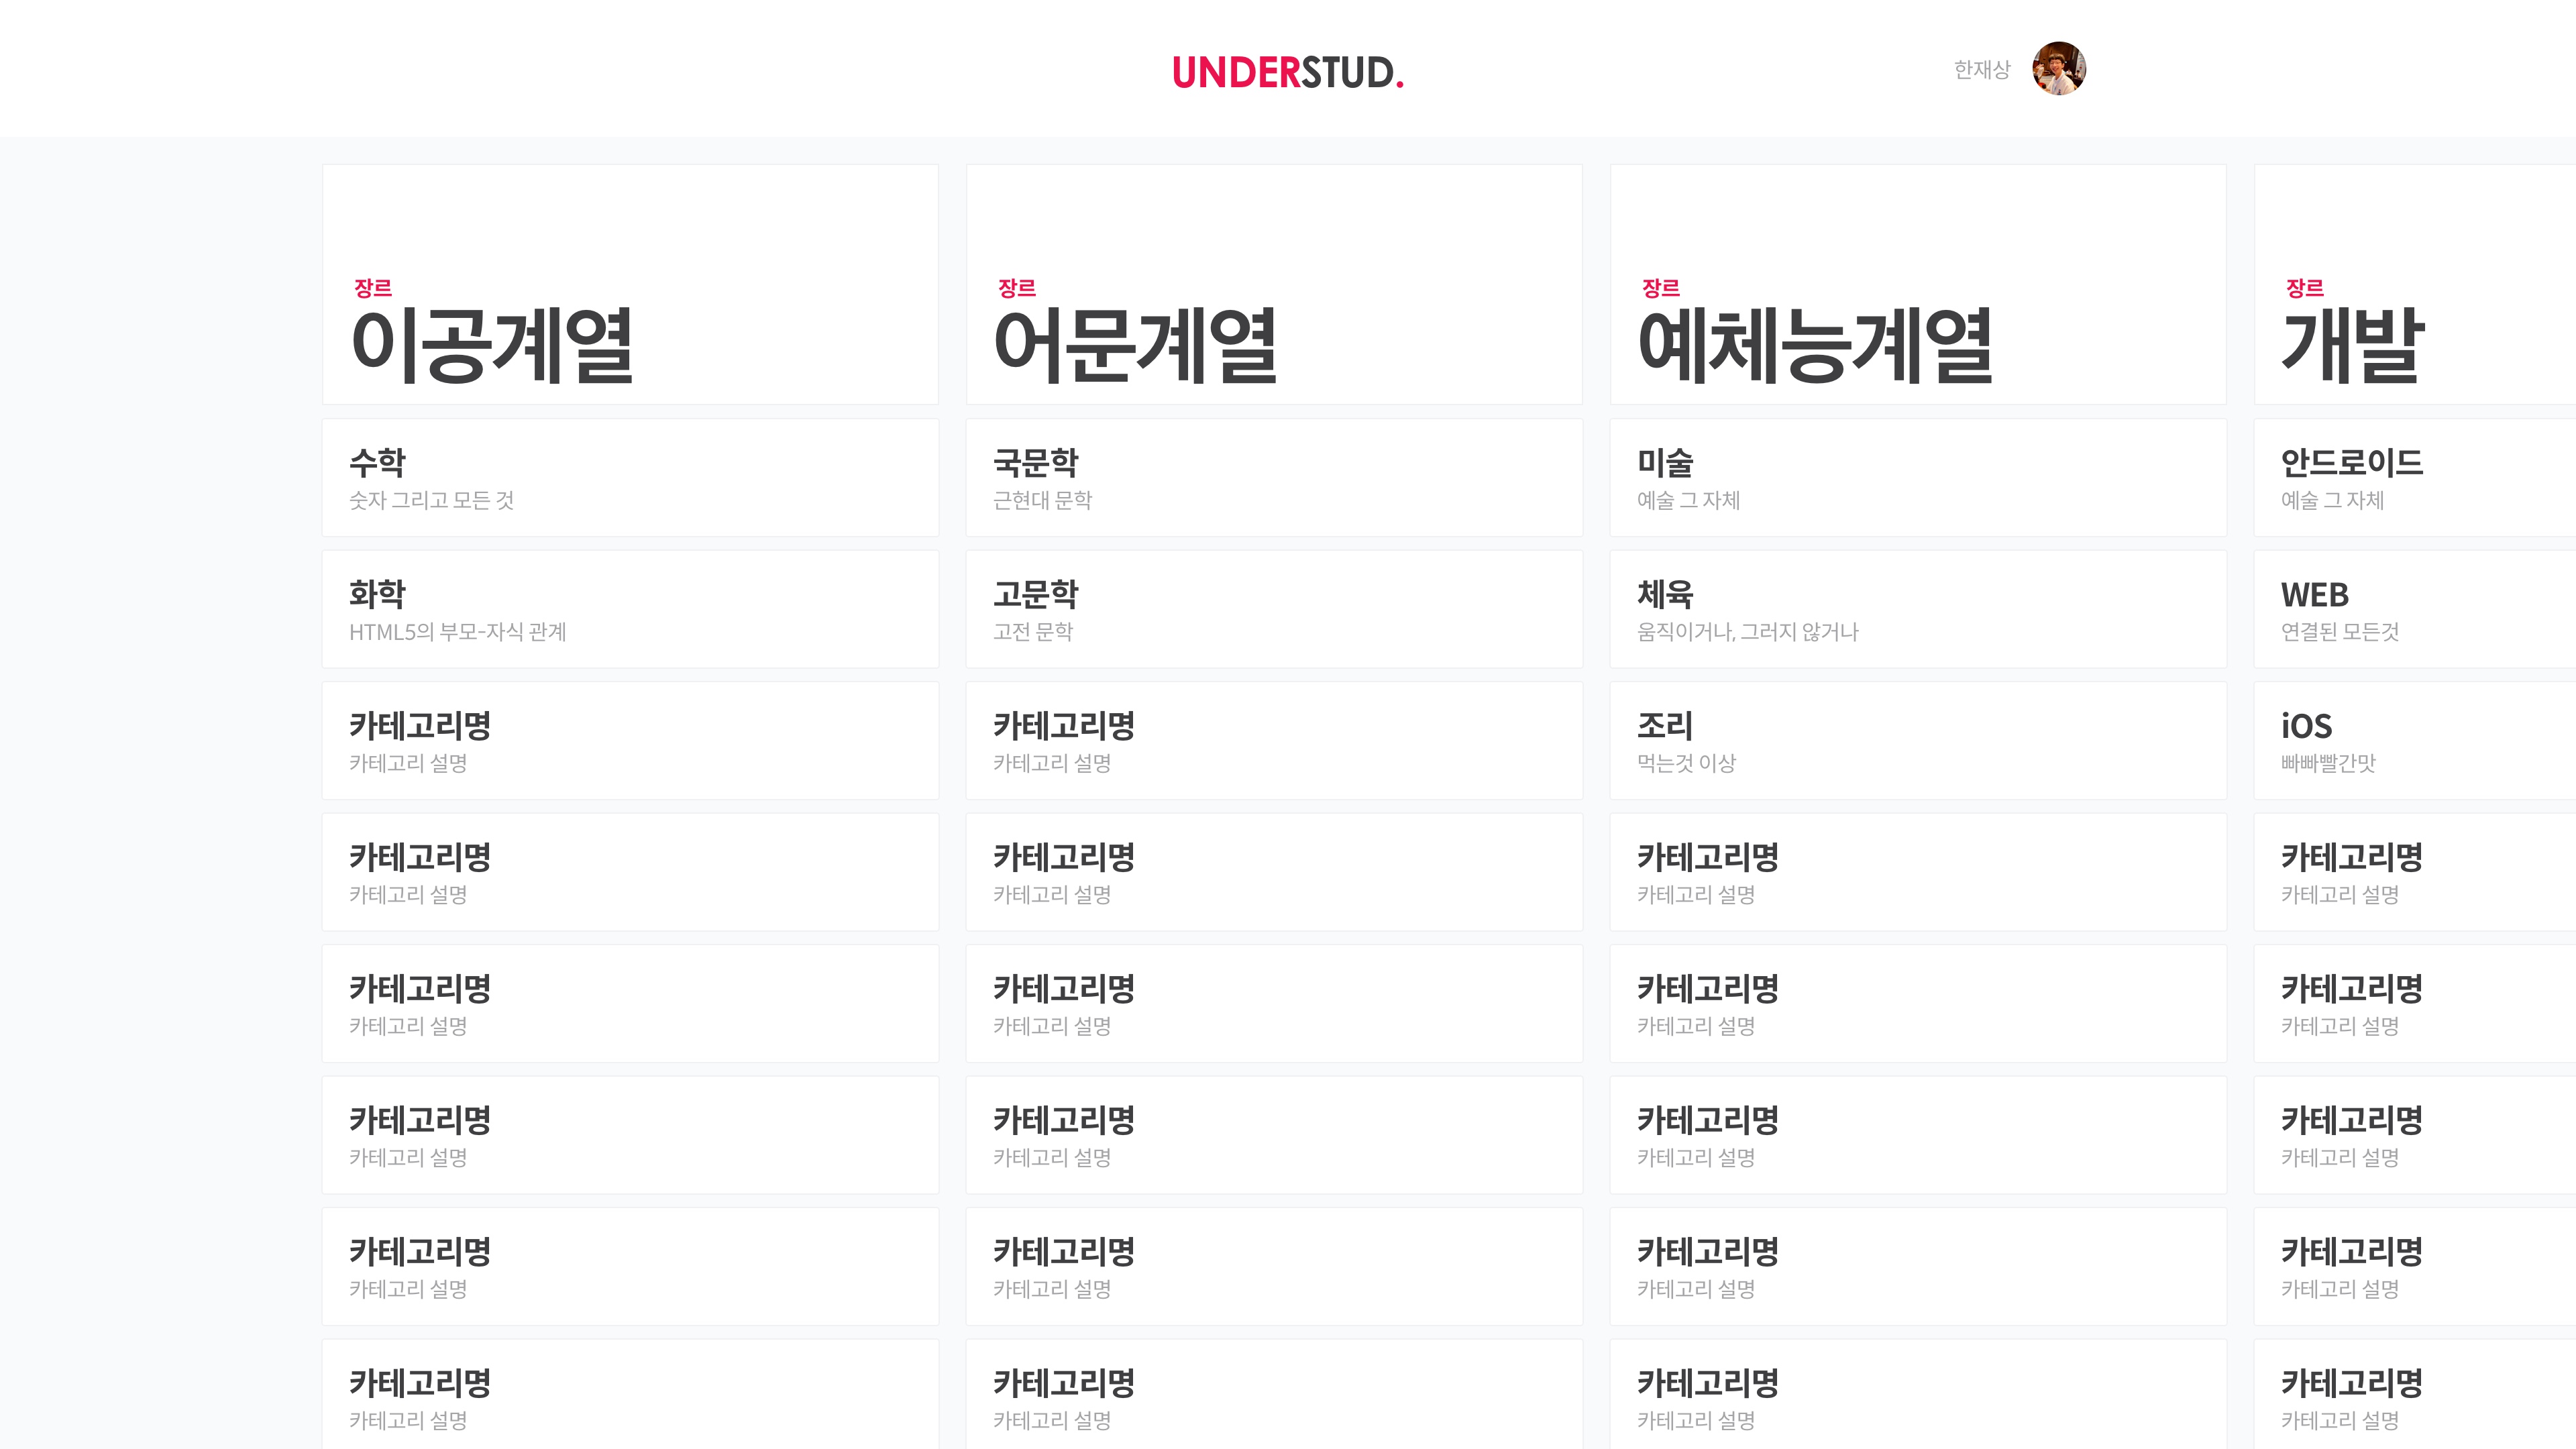 UNDERSTUD.
한재상
장르
이공계열
수학
숫자 그리고 모든 것
화학
HTML5의 부모-자식 관계
카테고리명
카테고리 설명
카테고리명
카테고리 설명
카테고리명
카테고리 설명
카테고리명
카테고리 설명
카테고리명
카테고리 설명
카테고리명
카테고리 설명
장르
어문계열
국문학
근현대 문학
고문학
고전 문학
카테고리명
카테고리 설명
카테고리명
카테고리 설명
카테고리명
카테고리 설명
카테고리명
카테고리 설명
카테고리명
카테고리 설명
카테고리명
카테고리 설명
장르
예체능계열
미술
예술 그 자체
체육
움직이거나, 그러지 않거나
조리
먹는것 이상
카테고리명
카테고리 설명
카테고리명
카테고리 설명
카테고리명
카테고리 설명
카테고리명
카테고리 설명
카테고리명
카테고리 설명
장르
개발
안드로이드
예술 그 자체
WEB
연결된 모든것
iOS
빠빠빨간맛
카테고리명
카테고리 설명
카테고리명
카테고리 설명
카테고리명
카테고리 설명
카테고리명
카테고리 설명
카테고리명
카테고리 설명